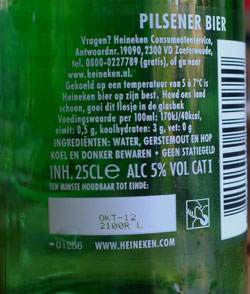 PILSENER BIER
Vragen? Heineken Consumentenservice,
Antwoordnr.19090, 2300 VD Zoeterwoude,
tel. 0800-0227789 (gratis), of ga naar
www.heineken.nl.
Gekoeld op een temperatuur van 5 à 7°C is
Heineken bier op zijn best. Houd ons land
schoon, gooi dit flesje in de glasbak
Voedingswaarde per 100ml: 170kJ/40kcal,
eiwit: 0,5 g, koolhydraten: 3 g, vet: 0 g
INGREDIËNTEN: WATER, GERSTEMOUT EN HOP
KOEL EN DONKER BEWAREN • GEEN STATIEGELD
INH. 25CL e ALC 5% VOL CAT I
TEN MINSTE HOUDBAAR TOT EINDE:
OKT-12
2100R L
01256 WWW.HEINEKEN.COM